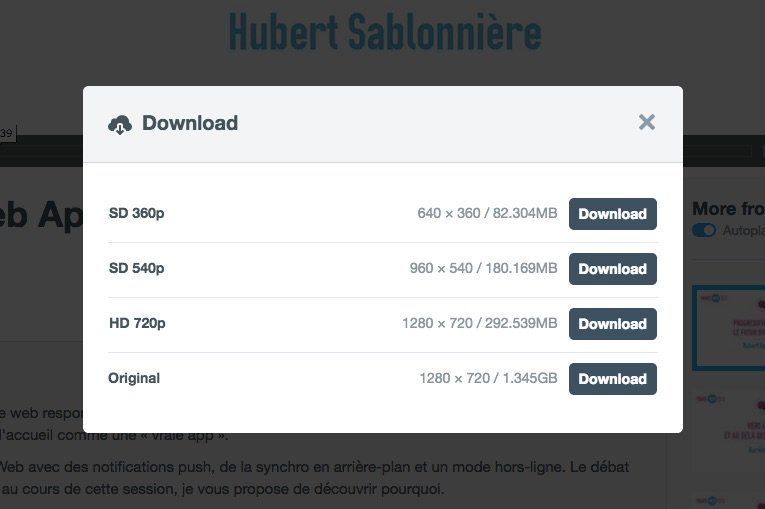 Hubert Sablonnière
39
Download
SD 360p 640 × 360 / 82.304MB Download
SD 540p 960 × 540 / 180.169MB Download
HD 720p 1280 × 720 / 292.539MB Download
Original 1280 × 720 / 1.345GB Download
eb Ap
More fro
Autopla
e web respon
l'accueil comme une « vraie app ».
Web avec des notifications push, de la synchro en arrière-plan et un mode hors-ligne. Le débat
au cours de cette session, je vous propose de découvrir pourquoi.